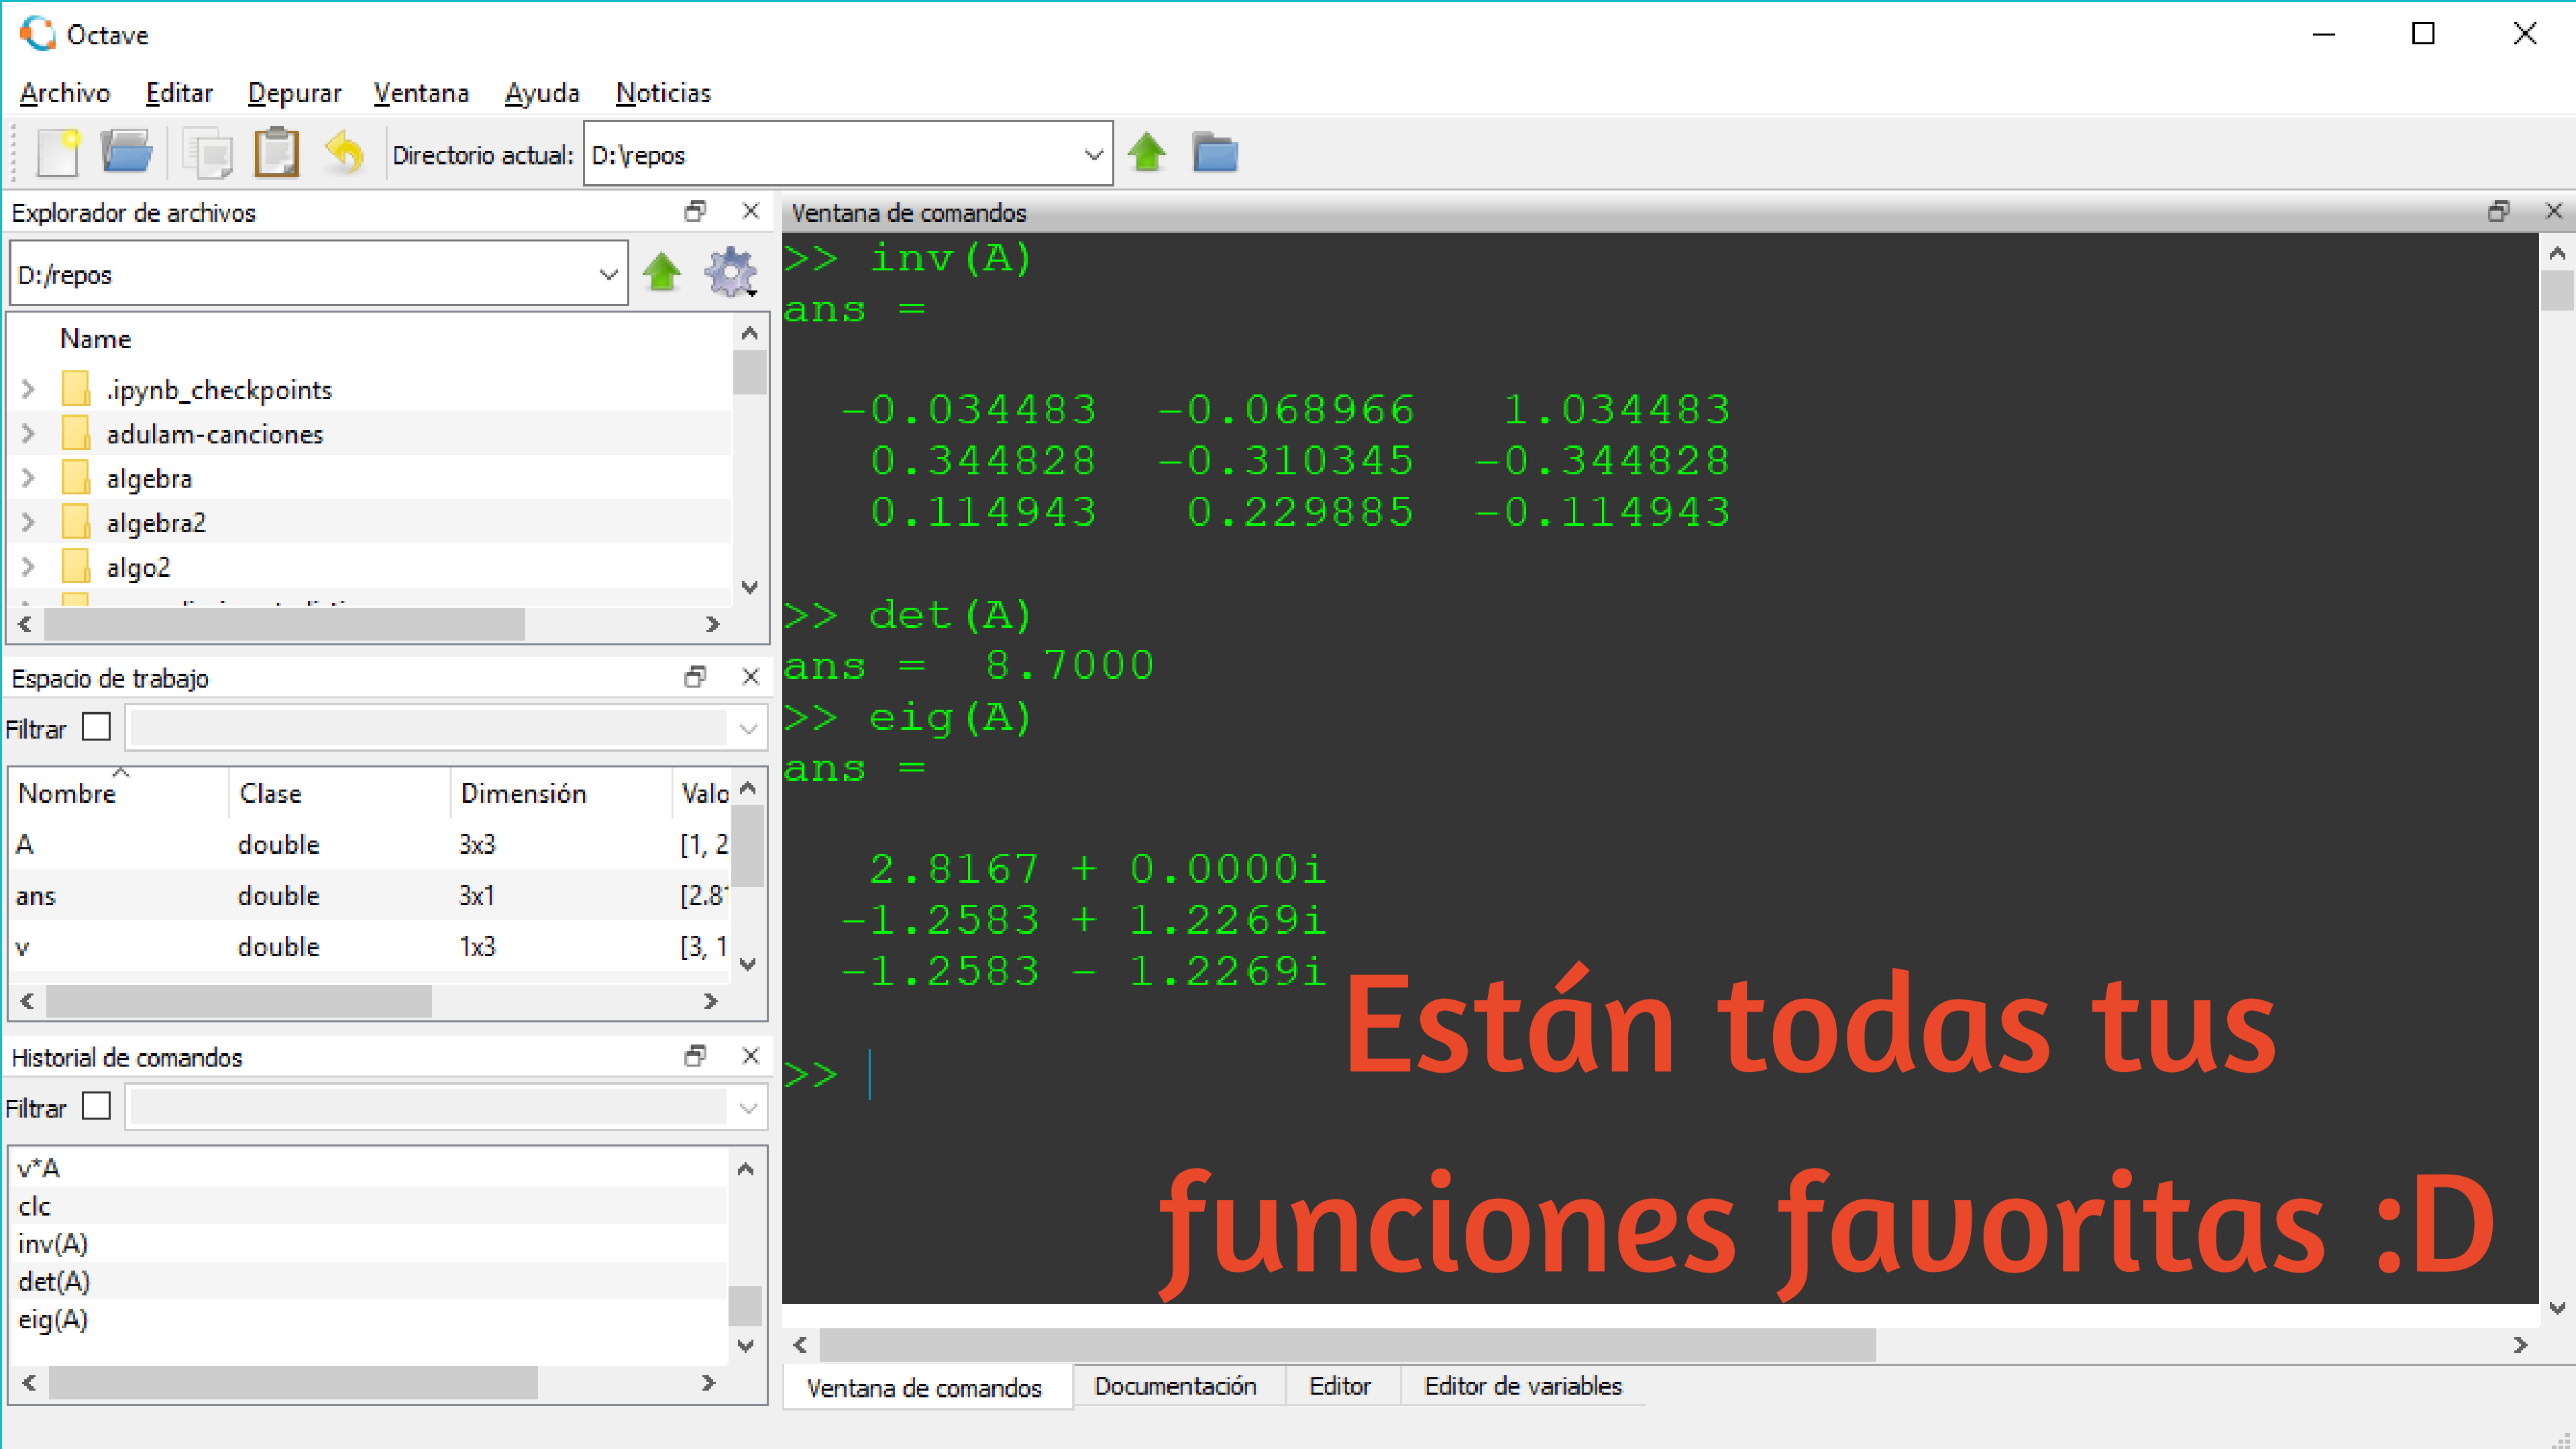 Octave
Archivo Editar Depurar Ventana Ayuda Noticias
Directorio actual: D:\repos
Explorador de archivos
D:/repos
Name
.ipynb_checkpoints
adulam-canciones
algebra
algebra2
algo2
Espacio de trabajo
Filtrar
Nombre Clase Dimensión Valo
A double 3x3 [1, 2
ans double 3x1 [2.8
v double 1x3 [3, 1
Historial de comandos
Filtrar
v*A
clc
inv(A)
det(A)
eig(A)
Ventana de comandos
>> inv(A)
ans =
-0.034483 -0.068966 1.034483
0.344828 -0.310345 -0.344828
0.114943 0.229885 -0.114943
>> det(A)
ans = 8.7000
>> eig(A)
ans =
2.8167 + 0.0000i
-1.2583 + 1.2269i
-1.2583 - 1.2269i
>>
Están todas tus
funciones favoritas :D
Ventana de comandos Documentación Editor Editor de variables